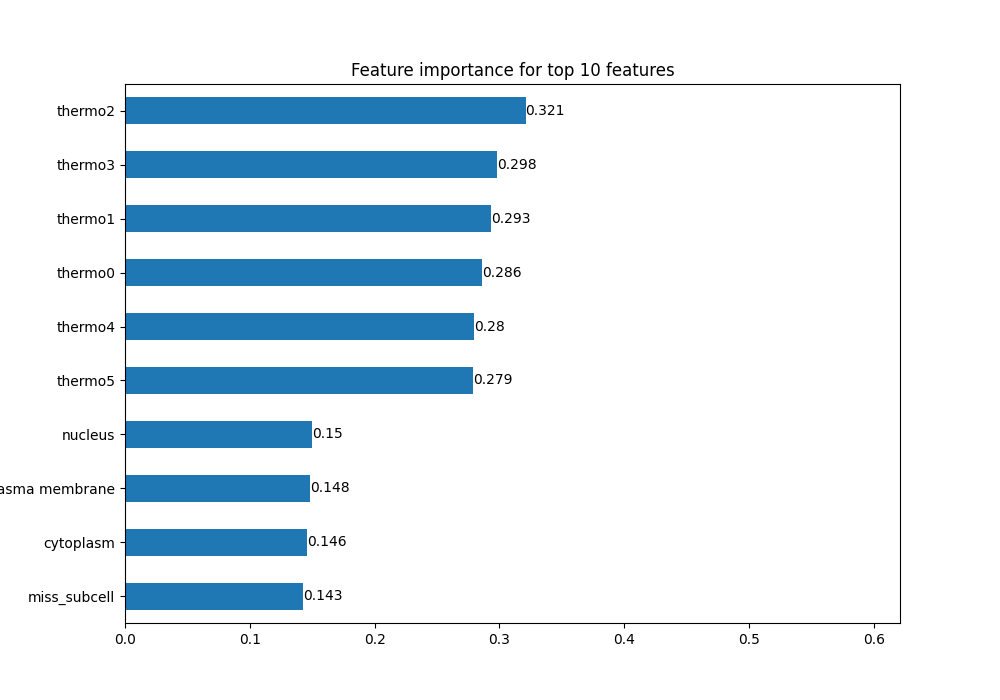 Feature importance for top 10 features
thermo2 0.321
thermo3 0.298
thermo1 0.293
thermo0 0.286
thermo4 0.28
thermo5 0.279
nucleus 0.15
asma membrane 0.148
cytoplasm 0.146
miss_subcell 0.143
0.0 0.1 0.2 0.3 0.4 0.5 0.6